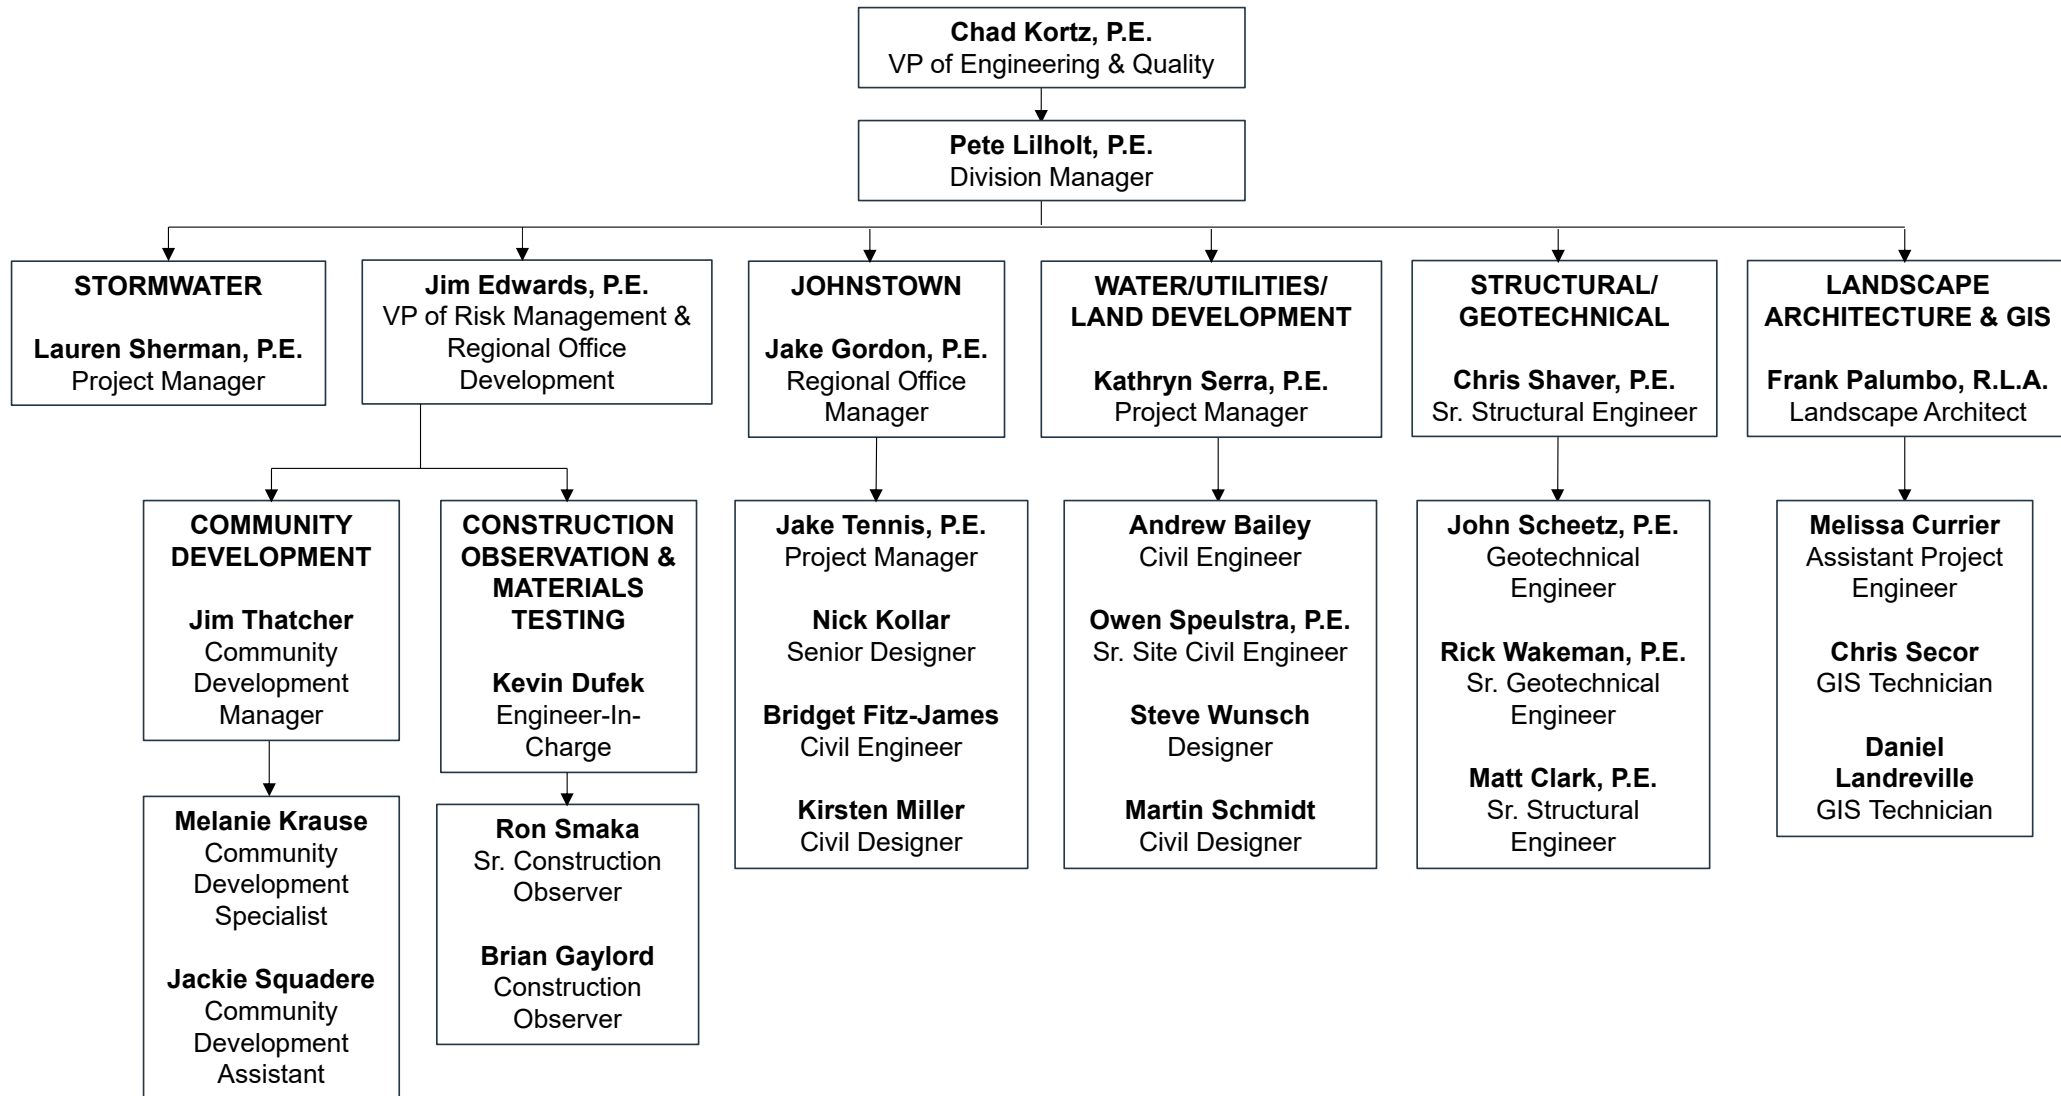 Chad Kortz, P.E.
VP of Engineering & Quality
Pete Lilholt, P.E.
Division Manager
STORMWATER
Lauren Sherman, P.E.
Project Manager
Jim Edwards, P.E.
VP of Risk Management &
Regional Office
Development
JOHNSTOWN
Jake Gordon, P.E.
Regional Office
Manager
WATER/UTILITIES/
LAND DEVELOPMENT
Kathryn Serra, P.E.
Project Manager
STRUCTURAL/
GEOTECHNICAL
Chris Shaver, P.E.
Sr. Structural Engineer
LANDSCAPE
ARCHITECTURE & GIS
Frank Palumbo, R.L.A.
Landscape Architect
COMMUNITY
DEVELOPMENT
Jim Thatcher
Community
Development
Manager
CONSTRUCTION
OBSERVATION &
MATERIALS
TESTING
Kevin Dufek
Engineer-In-
Charge
Jake Tennis, P.E.
Project Manager
Nick Kollar
Senior Designer
Bridget Fitz-James
Civil Engineer
Kirsten Miller
Civil Designer
Andrew Bailey
Civil Engineer
Owen Speulstra, P.E.
Sr. Site Civil Engineer
Steve Wunsch
Designer
Martin Schmidt
Civil Designer
John Scheetz, P.E.
Geotechnical
Engineer
Rick Wakeman, P.E.
Sr. Geotechnical
Engineer
Matt Clark, P.E.
Sr. Structural
Engineer
Melissa Currier
Assistant Project
Engineer
Chris Secor
GIS Technician
Daniel
Landreville
GIS Technician
Melanie Krause
Community
Development
Specialist
Jackie Squadere
Community
Development
Assistant
Ron Smaka
Sr. Construction
Observer
Brian Gaylord
Construction
Observer